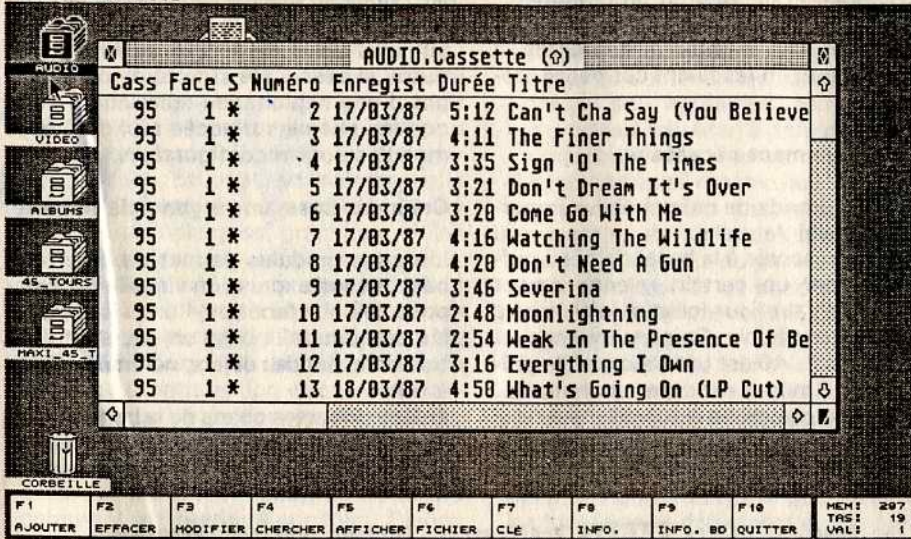 AUDIO
VIDEO
ALBUMS
45_TOURS
MAXI_45_T
CORBEILLE
AUDIO.Cassette (⇧)
Cass Face S Numéro Enregist Durée Titre
95 1 * 2 17/03/87 5:12 Can't Cha Say (You Believe
95 1 * 3 17/03/87 4:11 The Finer Things
95 1 * 4 17/03/87 3:35 Sign 'O' The Times
95 1 * 5 17/03/87 3:21 Don't Dream It's Over
95 1 * 6 17/03/87 3:20 Come Go With Me
95 1 * 7 17/03/87 4:16 Watching The Wildlife
95 1 * 8 17/03/87 4:20 Don't Need A Gun
95 1 * 9 17/03/87 3:46 Severina
95 1 * 10 17/03/87 2:48 Moonlightning
95 1 * 11 17/03/87 2:54 Weak In The Presence Of Be
95 1 * 12 17/03/87 3:16 Everything I Own
95 1 * 13 18/03/87 4:50 What's Going On (LP Cut)
F1 F2 F3 F4 F5 F6 F7 F8 F9 F10
AJOUTER EFFACER MODIFIER CHERCHER AFFICHER FICHIER CLE INFO. INFO. BD QUITTER
MEM: 287
TAS: 19
VAL: 1